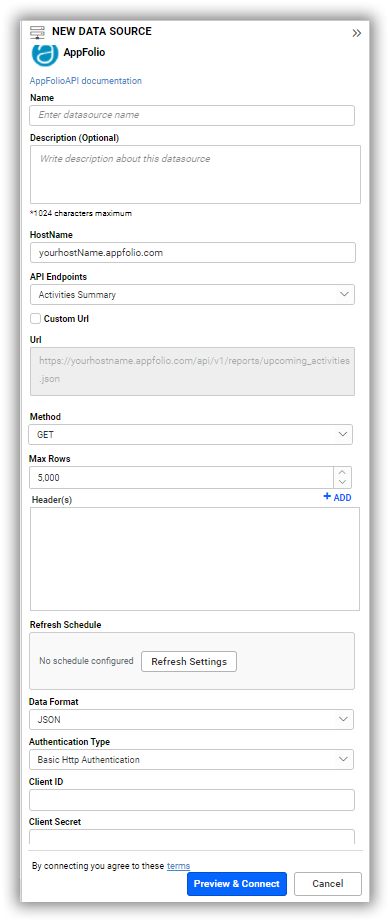 NEW DATA SOURCE
AppFolio
AppFolioAPI documentation
Name
Enter datasource name
Description (Optional)
Write description about this datasource
*1024 characters maximum
HostName
yourhostName.appfolio.com
API Endpoints
Activities Summary
Custom Url
Url
https://yourhostname.appfolio.com/api/v1/reports/upcoming_activities
.json
Method
GET
Max Rows
5,000
Header(s)
+ ADD
Refresh Schedule
No schedule configured
Refresh Settings
Data Format
JSON
Authentication Type
Basic Http Authentication
Client ID
Client Secret
By connecting you agree to these terms
Preview & Connect
Cancel